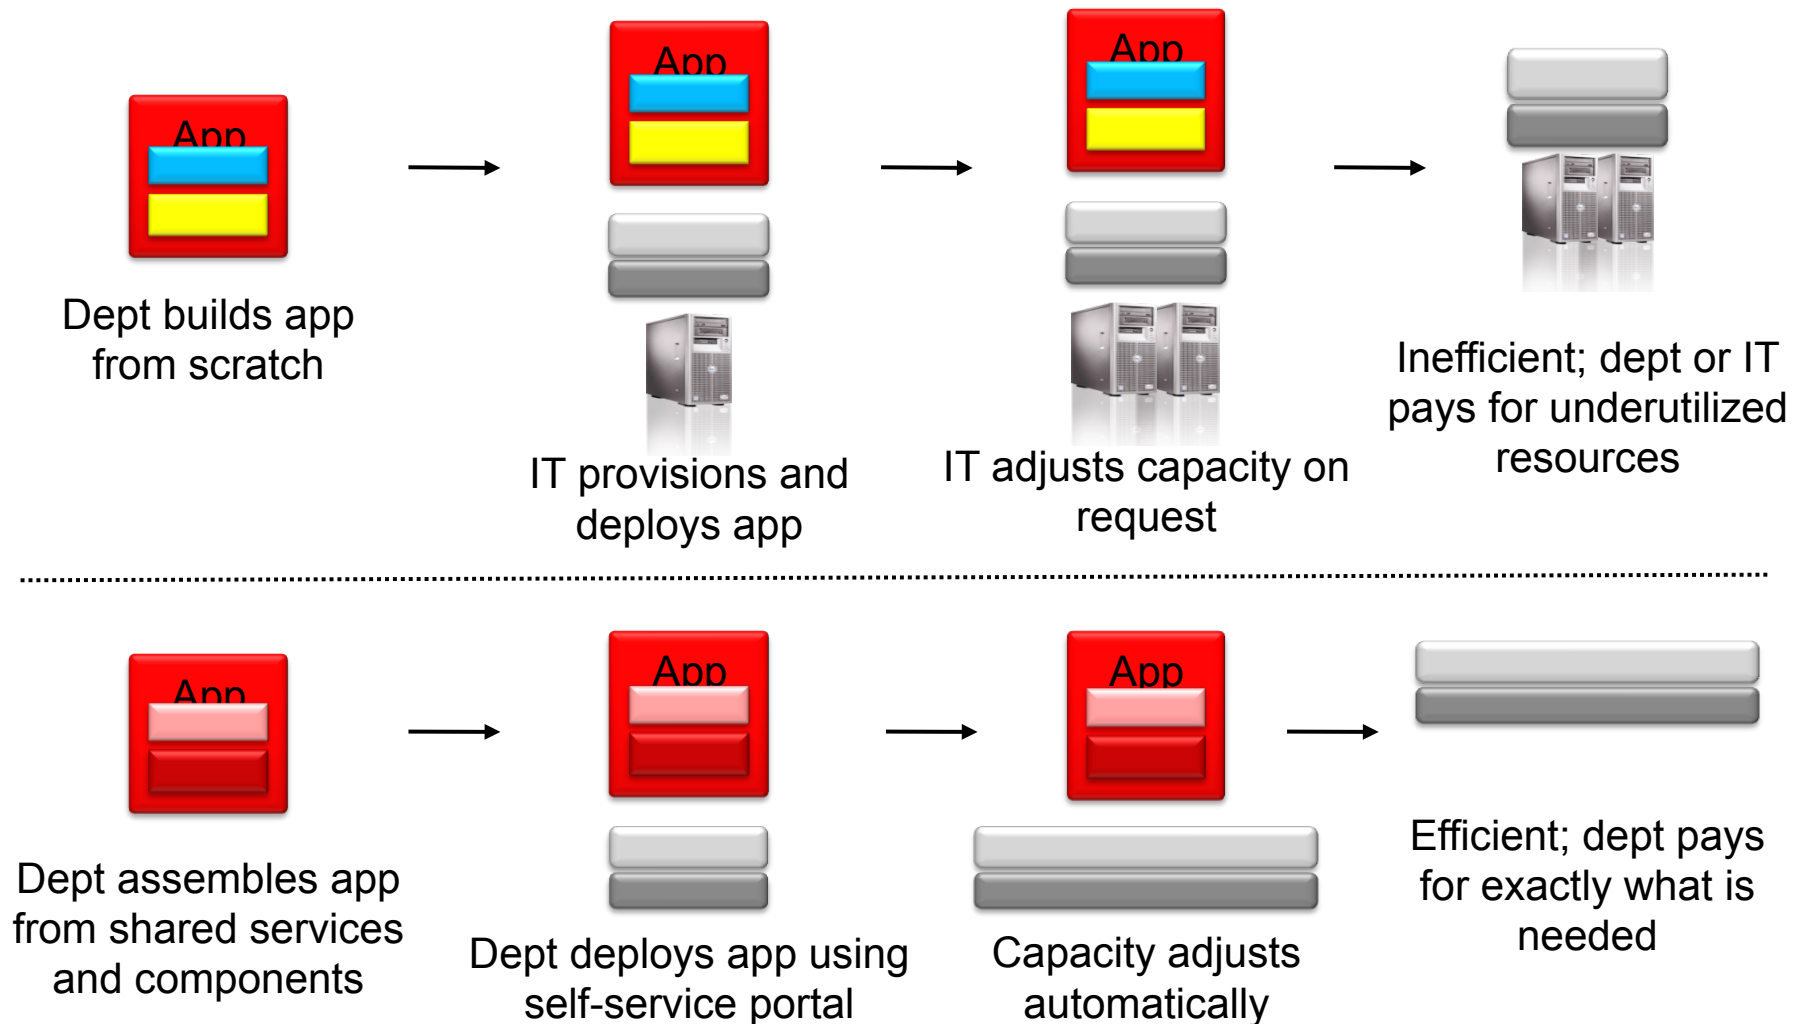 App
Dept builds app
from scratch
App
IT provisions and
deploys app
App
IT adjusts capacity on
request
Inefficient; dept or IT
pays for underutilized
resources
App
Dept assembles app
from shared services
and components
App
Dept deploys app using
self-service portal
App
Capacity adjusts
automatically
Efficient; dept pays
for exactly what is
needed